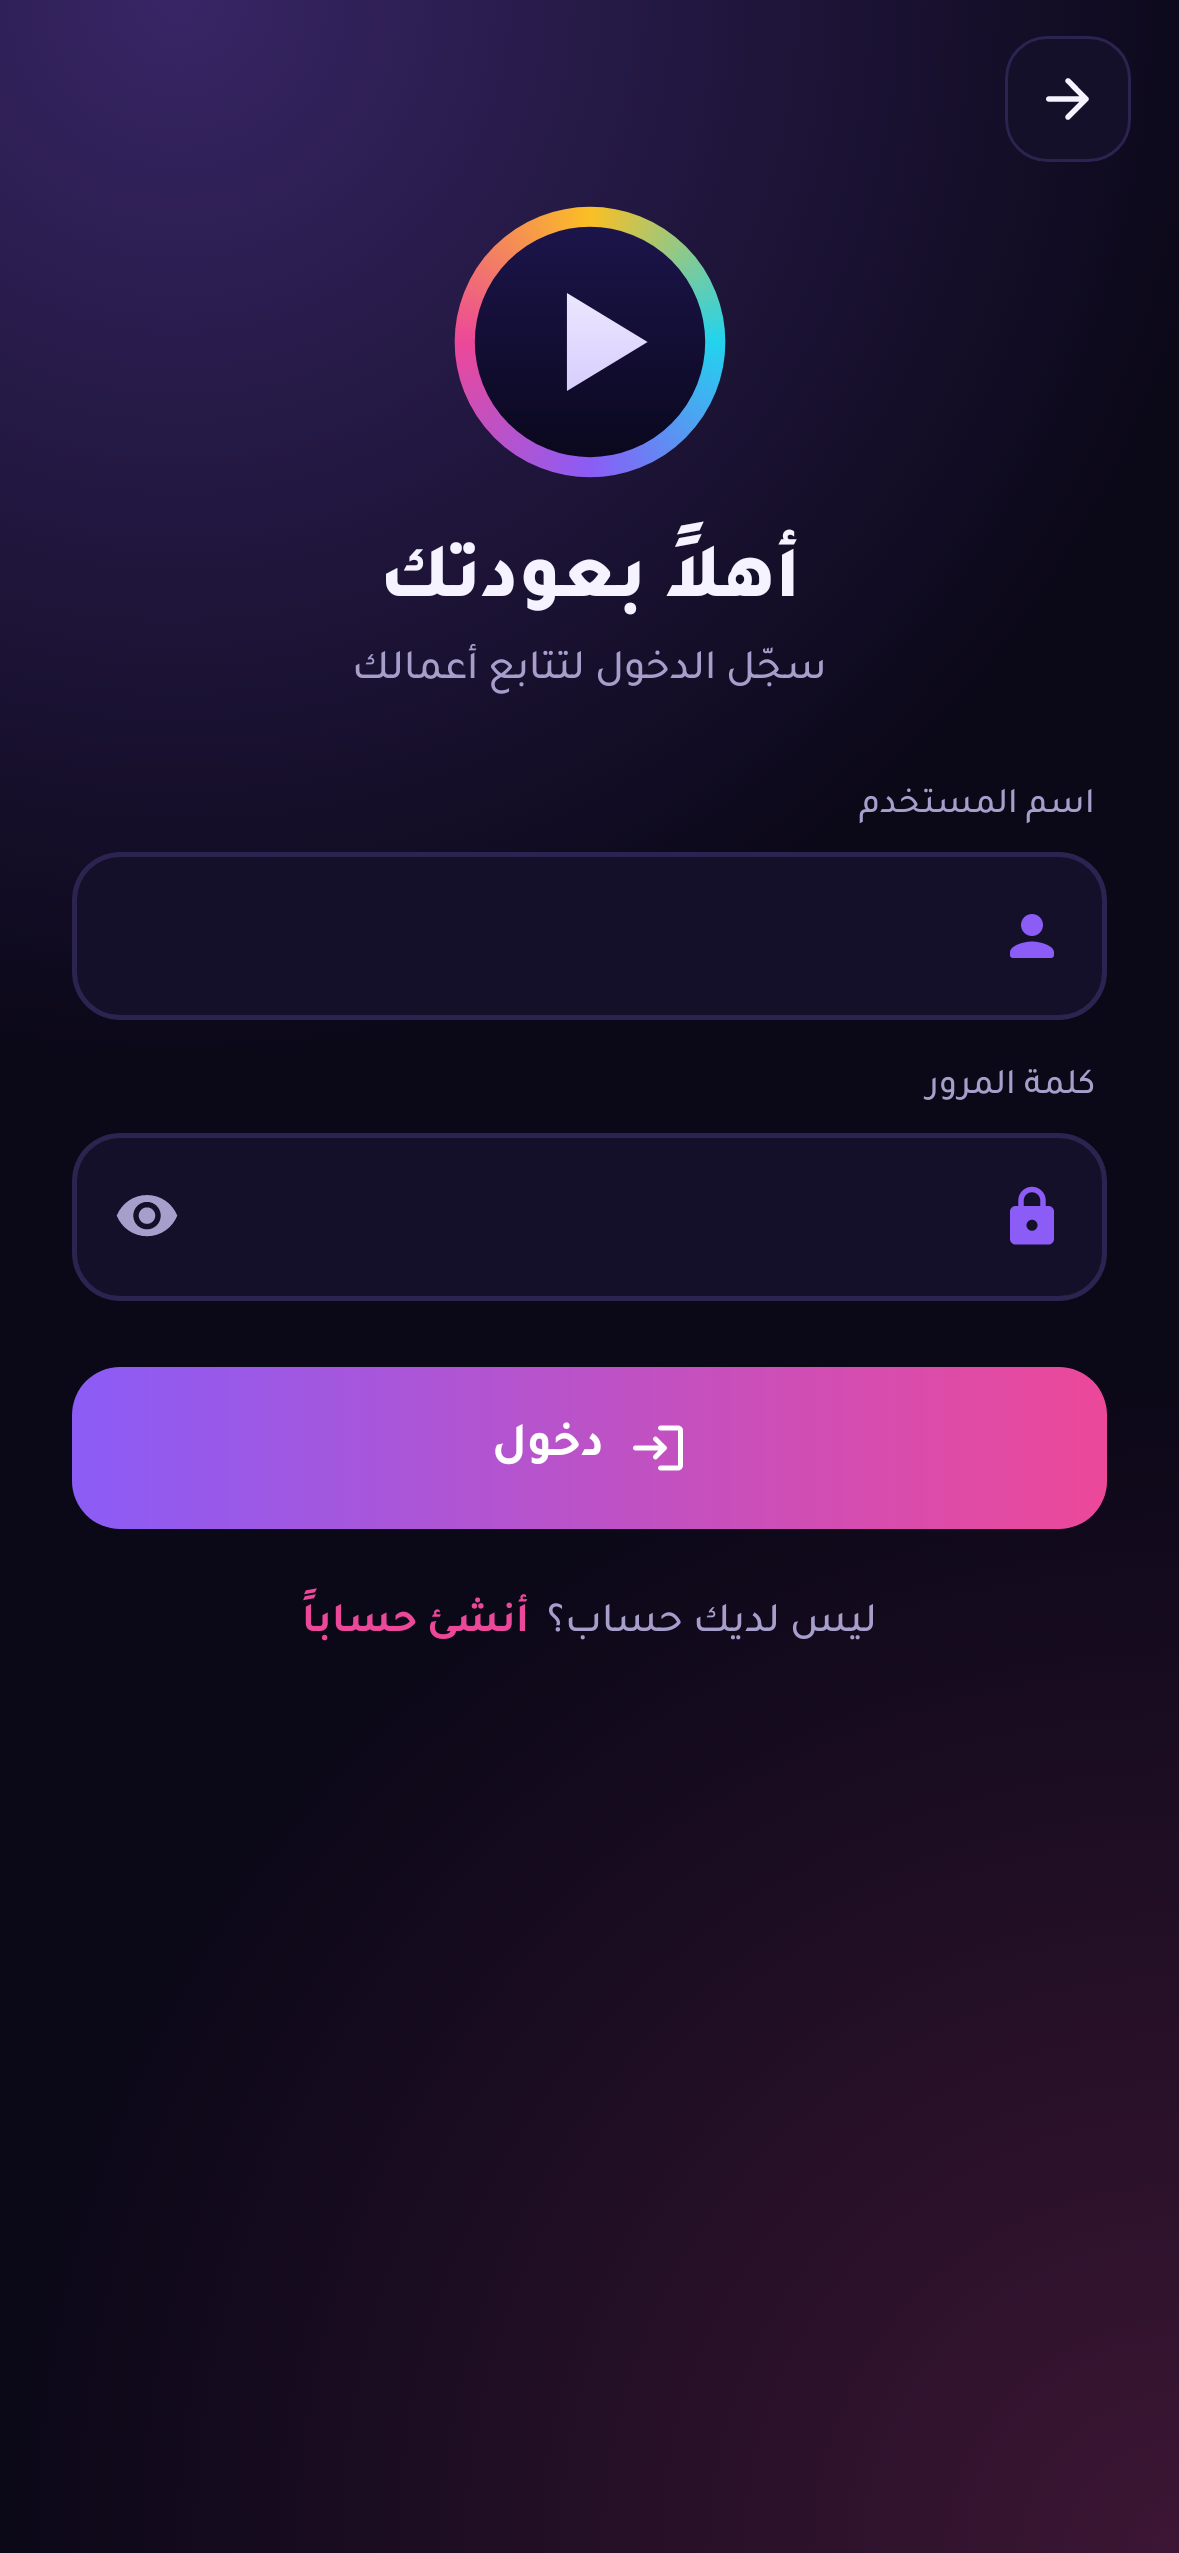 أهلاً بعودتك
سجّل الدخول لتتابع أعمالك
اسم المستخدم
كلمة المرور
دخول
ليس لديك حساب؟ أنشئ حساباً